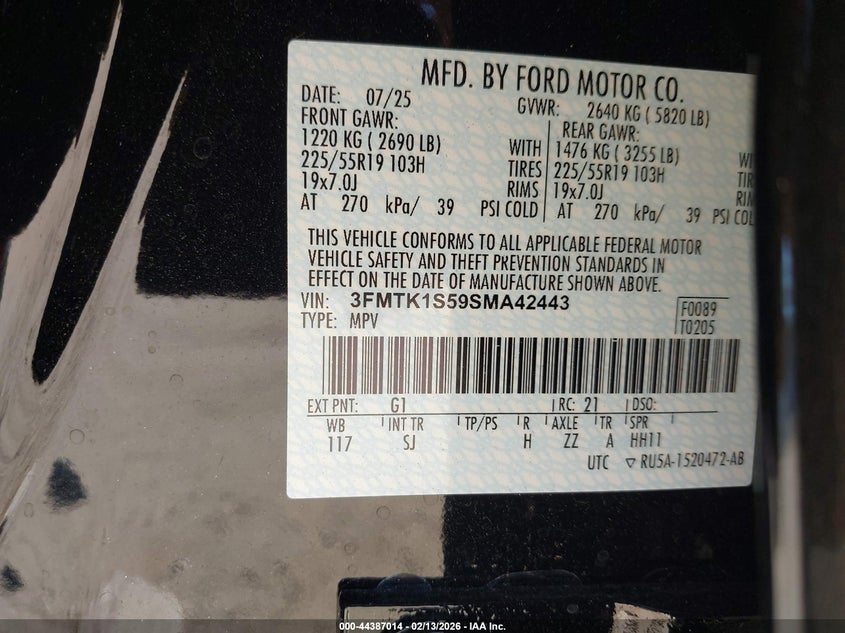 MFD. BY FORD MOTOR CO.
DATE: 07/25 GVWR: 2640 KG ( 5820 LB)
FRONT GAWR: REAR GAWR:
1220 KG ( 2690 LB) WITH 1476 KG ( 3255 LB) WI
225/55R19 103H TIRES 225/55R19 103H TIR
19x7.0J RIMS 19x7.0J RIM
AT 270 kPa/ 39 PSI COLD AT 270 kPa/ 39 PSI COL
THIS VEHICLE CONFORMS TO ALL APPLICABLE FEDERAL MOTOR
VEHICLE SAFETY AND THEFT PREVENTION STANDARDS IN
EFFECT ON THE DATE OF MANUFACTURE SHOWN ABOVE.
VIN: 3FMTK1S59SMA42443 F0089
TYPE: MPV T0205
EXT PNT: G1 RC: 21 DSO:
WB INT TR TP/PS R AXLE TR SPR
117 SJ H ZZ A HH11
UTC ▽ RU5A-1520472-AB
000-44387014 - 02/13/2026 - IAA Inc.